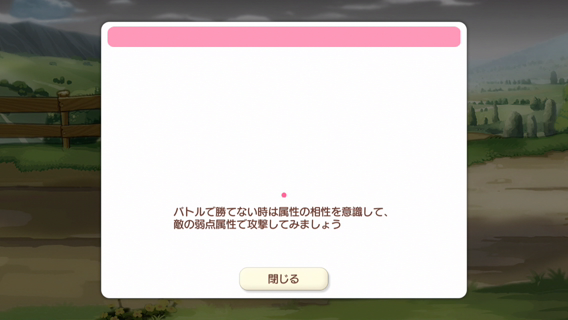 バトルで勝てない時は属性の相性を意識して、
敵の弱点属性で攻撃してみましょう
閉じる